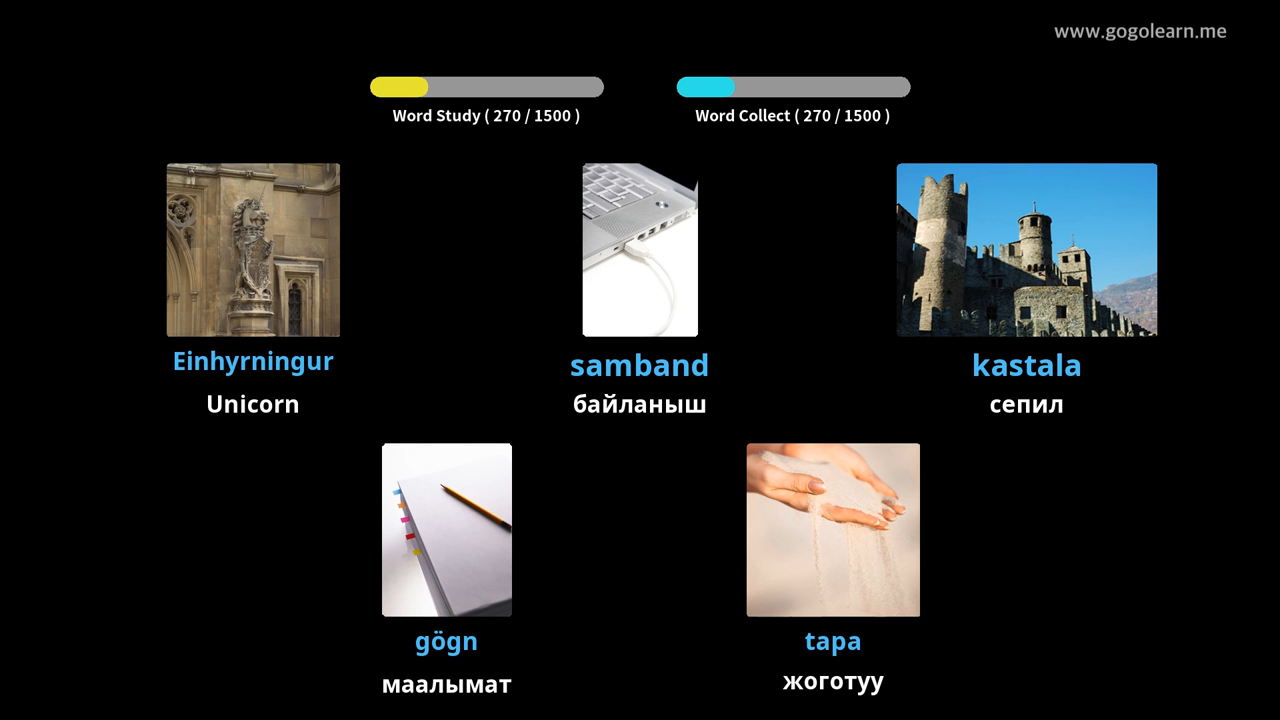 www.gogolearn.me
Word Study ( 270 / 1500 )
Word Collect ( 270 / 1500 )
Einhyrningur
Unicorn
samband
байланыш
kastala
сепил
gögn
маалымат
tapa
жоготуу